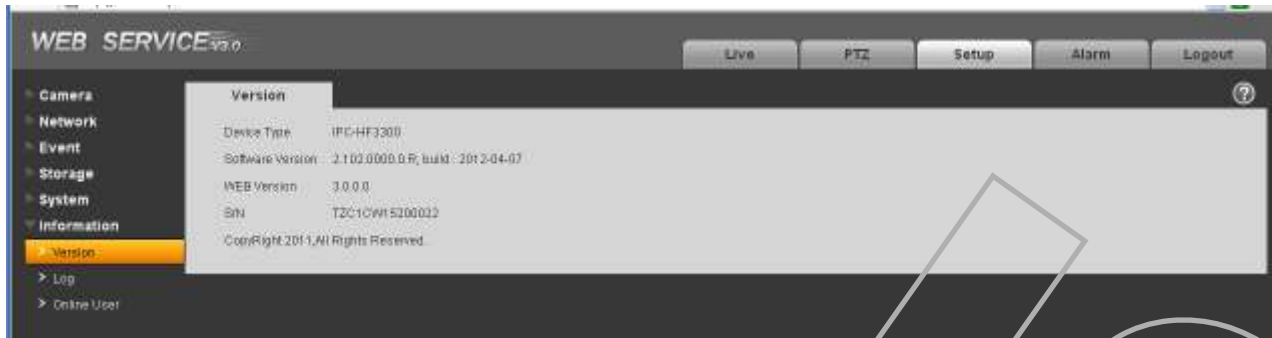 WEB SERVICE V3.0
Live PTZ Setup Alarm Logout
Camera
Network
Event
Storage
System
Information
Version
Log
Online User
Version
Device Type IPC-HF3300
Software Version 2.103.0000.0.R, build : 2012-04-07
WEB Version 3.0.0.0
S/N TZC1CW15200022
CopyRight 2011,All Rights Reserved.